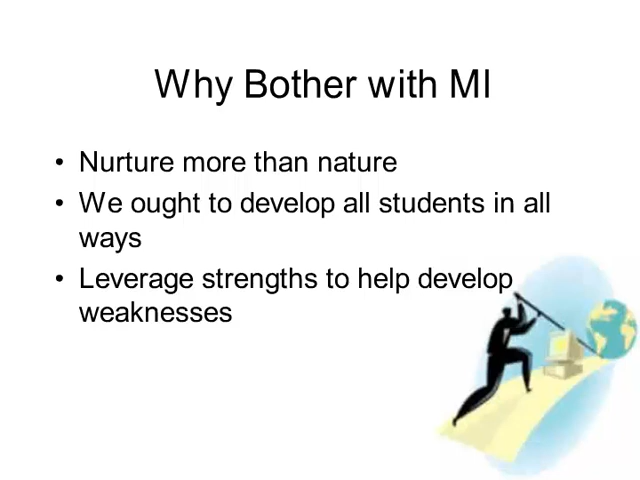 Why Bother with MI
• Nurture more than nature
• We ought to develop all students in all
ways
• Leverage strengths to help develop
weaknesses